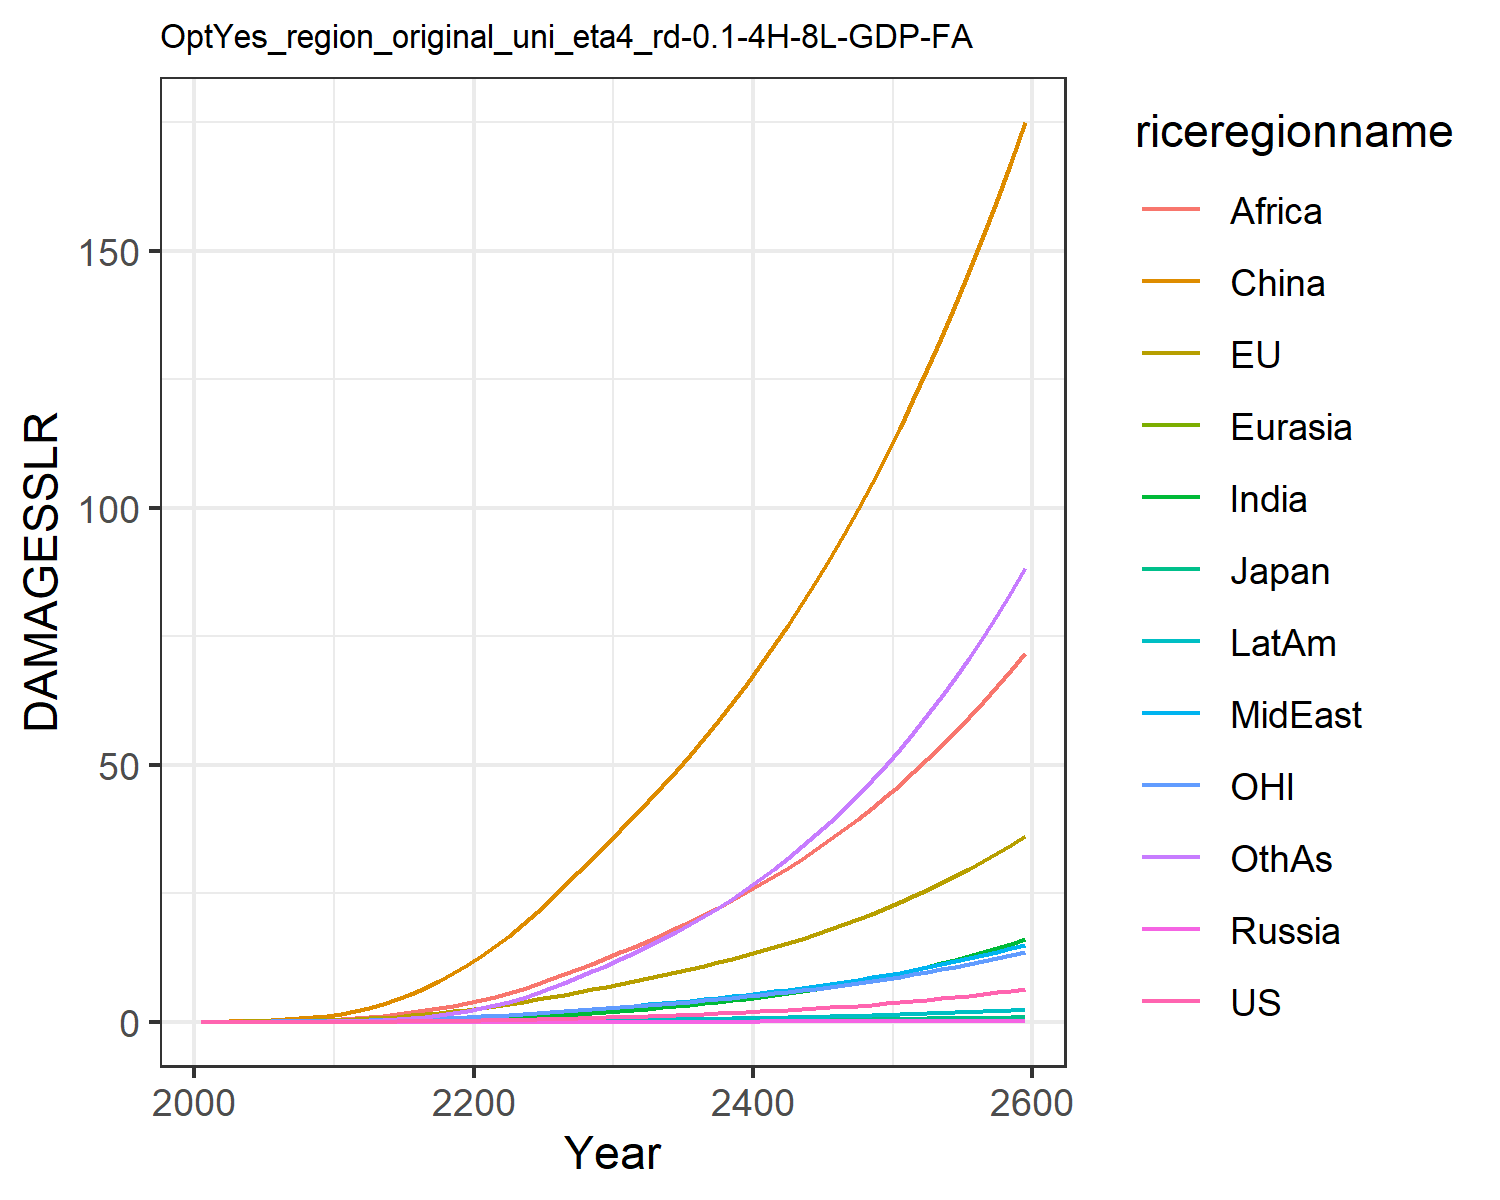 OptYes_region_original_uni_eta4_rd-0.1-4H-8L-GDP-FA
DAMAGESSLR
150
100
50
0
2000 2200 2400 2600
Year
riceregionname
Africa
China
EU
Eurasia
India
Japan
LatAm
MidEast
OHI
OthAs
Russia
US